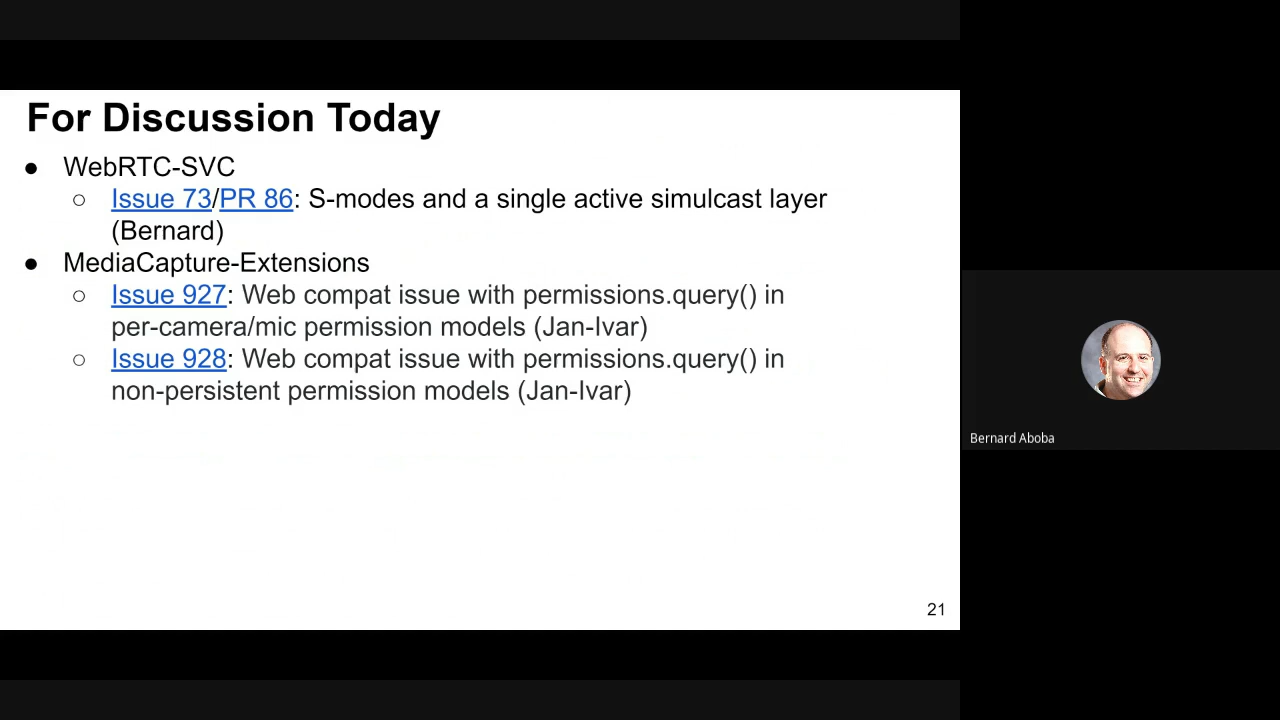 For Discussion Today
● WebRTC-SVC
○ Issue 73/PR 86: S-modes and a single active simulcast layer
(Bernard)
● MediaCapture-Extensions
○ Issue 927: Web compat issue with permissions.query() in
per-camera/mic permission models (Jan-Ivar)
○ Issue 928: Web compat issue with permissions.query() in
non-persistent permission models (Jan-Ivar)
21
Bernard Aboba